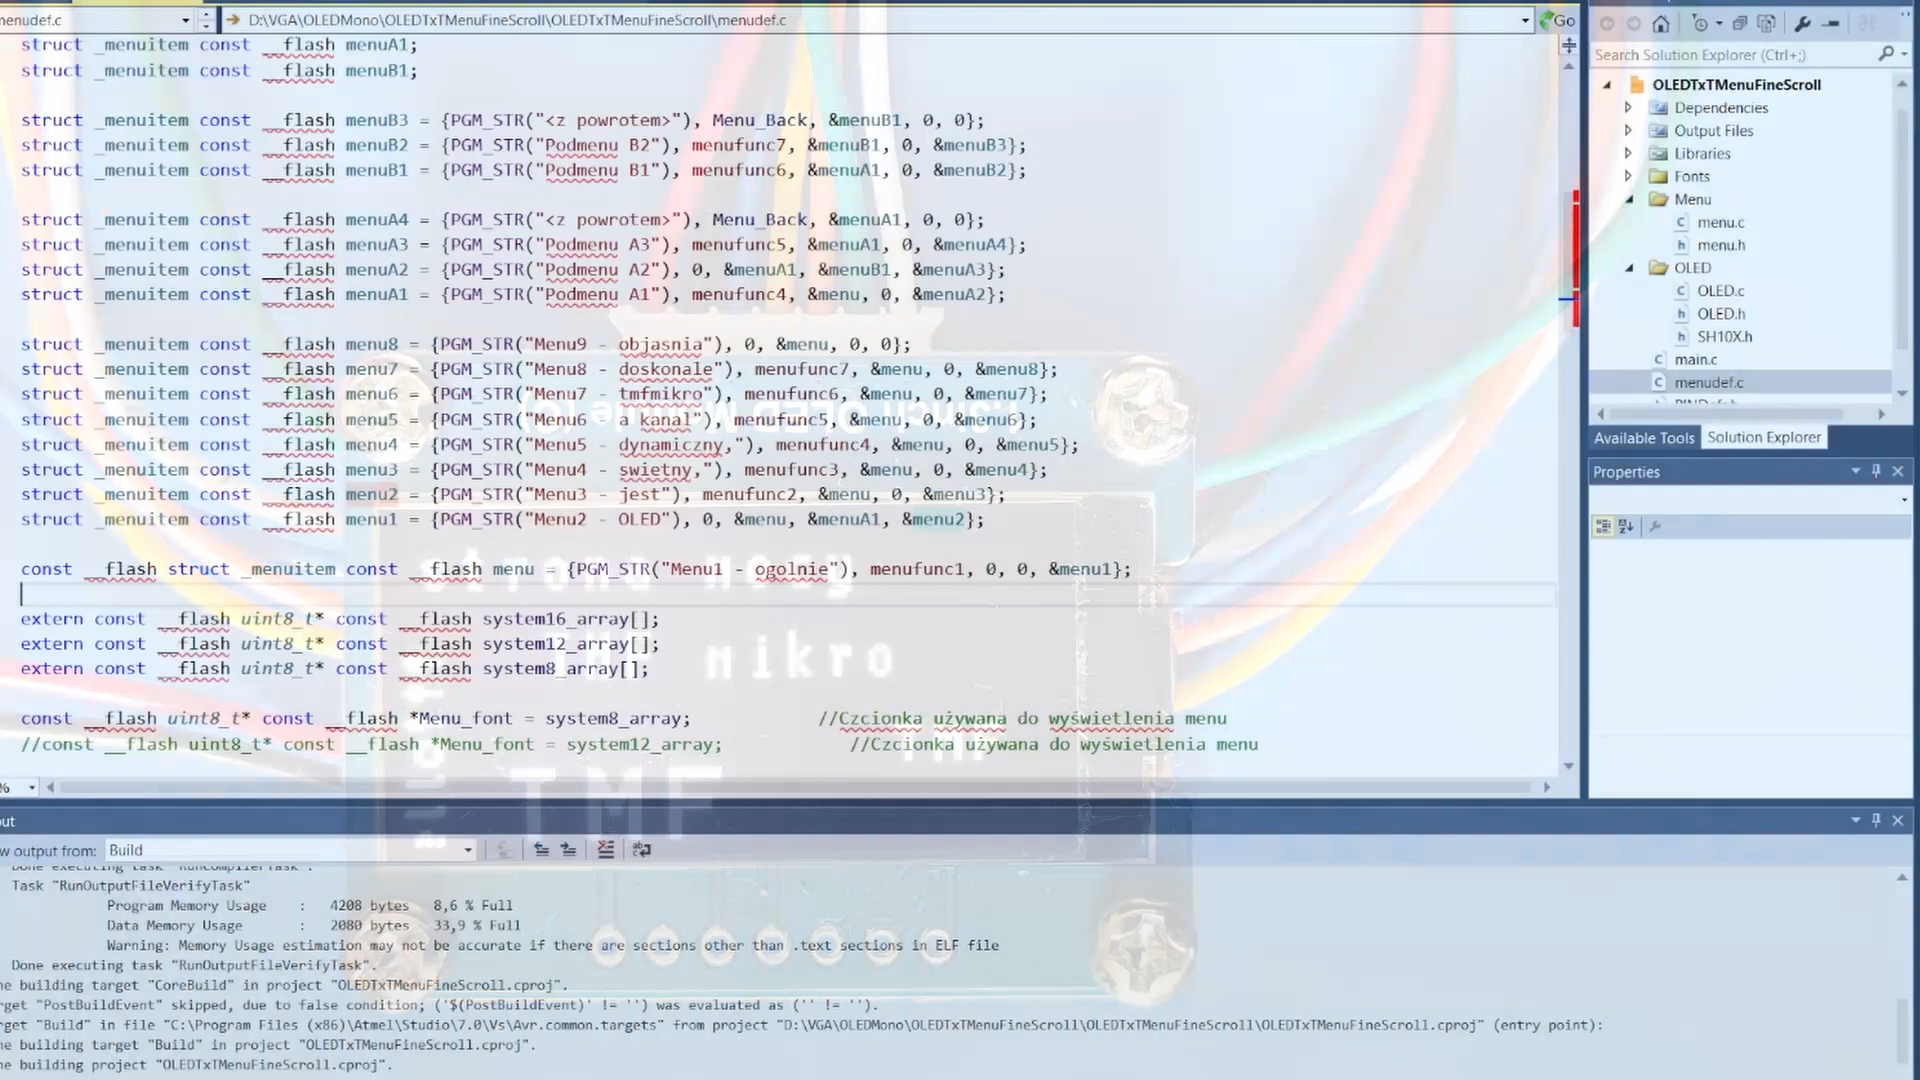 menudef.c
D:\VGA\OLEDMono\OLEDTxTMenuFineScroll\OLEDTxTMenuFineScroll\menudef.c
Go
struct _menuitem const __flash menuA1;
struct _menuitem const __flash menuB1;
struct _menuitem const __flash menuB3 = {PGM_STR("<z powrotem>"), Menu_Back, &menuB1, 0, 0};
struct _menuitem const __flash menuB2 = {PGM_STR("Podmenu B2"), menufunc7, &menuB1, 0, &menuB3};
struct _menuitem const __flash menuB1 = {PGM_STR("Podmenu B1"), menufunc6, &menuA1, 0, &menuB2};
struct _menuitem const __flash menuA4 = {PGM_STR("<z powrotem>"), Menu_Back, &menuA1, 0, 0};
struct _menuitem const __flash menuA3 = {PGM_STR("Podmenu A3"), menufunc5, &menuA1, 0, &menuA4};
struct _menuitem const __flash menuA2 = {PGM_STR("Podmenu A2"), 0, &menuA1, &menuB1, &menuA3};
struct _menuitem const __flash menuA1 = {PGM_STR("Podmenu A1"), menufunc4, &menu, 0, &menuA2};
struct _menuitem const __flash menu8 = {PGM_STR("Menu9 - objasnia"), 0, &menu, 0, 0};
struct _menuitem const __flash menu7 = {PGM_STR("Menu8 - doskonale"), menufunc7, &menu, 0, &menu8};
struct _menuitem const __flash menu6 = {PGM_STR("Menu7 - tmfmikro"), menufunc6, &menu, 0, &menu7};
struct _menuitem const __flash menu5 = {PGM_STR("Menu6 - a kanal"), menufunc5, &menu, 0, &menu6};
struct _menuitem const __flash menu4 = {PGM_STR("Menu5 - dynamiczny,"), menufunc4, &menu, 0, &menu5};
struct _menuitem const __flash menu3 = {PGM_STR("Menu4 - swietny,"), menufunc3, &menu, 0, &menu4};
struct _menuitem const __flash menu2 = {PGM_STR("Menu3 - jest"), menufunc2, &menu, 0, &menu3};
struct _menuitem const __flash menu1 = {PGM_STR("Menu2 - OLED"), 0, &menu, &menuA1, &menu2};
const __flash struct _menuitem const __flash menu = {PGM_STR("Menu1 - ogolnie"), menufunc1, 0, 0, &menu1};
extern const __flash uint8_t* const __flash system16_array[];
extern const __flash uint8_t* const __flash system12_array[];
extern const __flash uint8_t* const __flash system8_array[];
const __flash uint8_t* const __flash *Menu_font = system8_array; //Czcionka używana do wyświetlenia menu
//const __flash uint8_t* const __flash *Menu_font = system12_array; //Czcionka używana do wyświetlenia menu
%
mikro
TMF
TMF
Search Solution Explorer (Ctrl+;)
OLEDTxTMenuFineScroll
Dependencies
Output Files
Libraries
Fonts
Menu
menu.c
menu.h
OLED
OLED.c
OLED.h
SH10X.h
main.c
menudef.c
Available Tools Solution Explorer
Properties
put
w output from: Build
Done executing task "RunCompilerTask".
Task "RunOutputFileVerifyTask"
Program Memory Usage : 4208 bytes 8,6 % Full
Data Memory Usage : 2080 bytes 33,9 % Full
Warning: Memory Usage estimation may not be accurate if there are sections other than .text sections in ELF file
Done executing task "RunOutputFileVerifyTask".
ne building target "CoreBuild" in project "OLEDTxTMenuFineScroll.cproj".
rget "PostBuildEvent" skipped, due to false condition; ('$(PostBuildEvent)' != '') was evaluated as ('' != '').
rget "Build" in file "C:\Program Files (x86)\Atmel\Studio\7.0\Vs\Avr.common.targets" from project "D:\VGA\OLEDMono\OLEDTxTMenuFineScroll\OLEDTxTMenuFineScroll\OLEDTxTMenuFineScroll.cproj" (entry point):
ne building target "Build" in project "OLEDTxTMenuFineScroll.cproj".
ne building project "OLEDTxTMenuFineScroll.cproj".